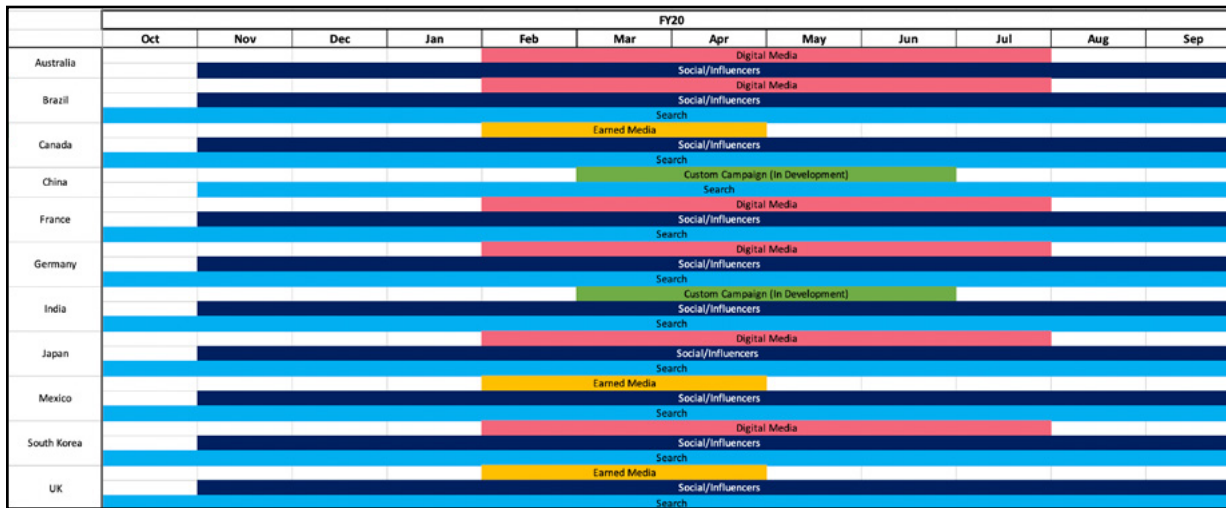 FY20
Oct Nov Dec Jan Feb Mar Apr May Jun Jul Aug Sep
Australia
Digital Media
Social/Influencers
Brazil
Digital Media
Social/Influencers
Search
Canada
Earned Media
Social/Influencers
Search
China
Custom Campaign (In Development)
Search
France
Digital Media
Social/Influencers
Search
Germany
Digital Media
Social/Influencers
Search
India
Custom Campaign (In Development)
Social/Influencers
Search
Japan
Digital Media
Social/Influencers
Search
Mexico
Earned Media
Social/Influencers
Search
South Korea
Digital Media
Social/Influencers
Search
UK
Earned Media
Social/Influencers
Search